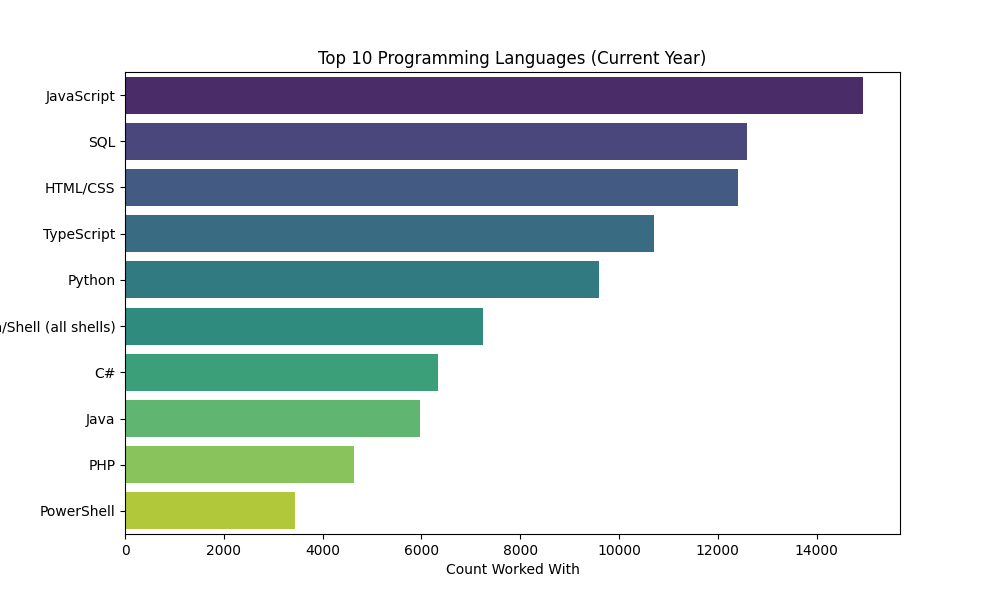 Top 10 Programming Languages (Current Year)
JavaScript
SQL
HTML/CSS
TypeScript
Python
/Shell (all shells)
C#
Java
PHP
PowerShell
0 2000 4000 6000 8000 10000 12000 14000
Count Worked With